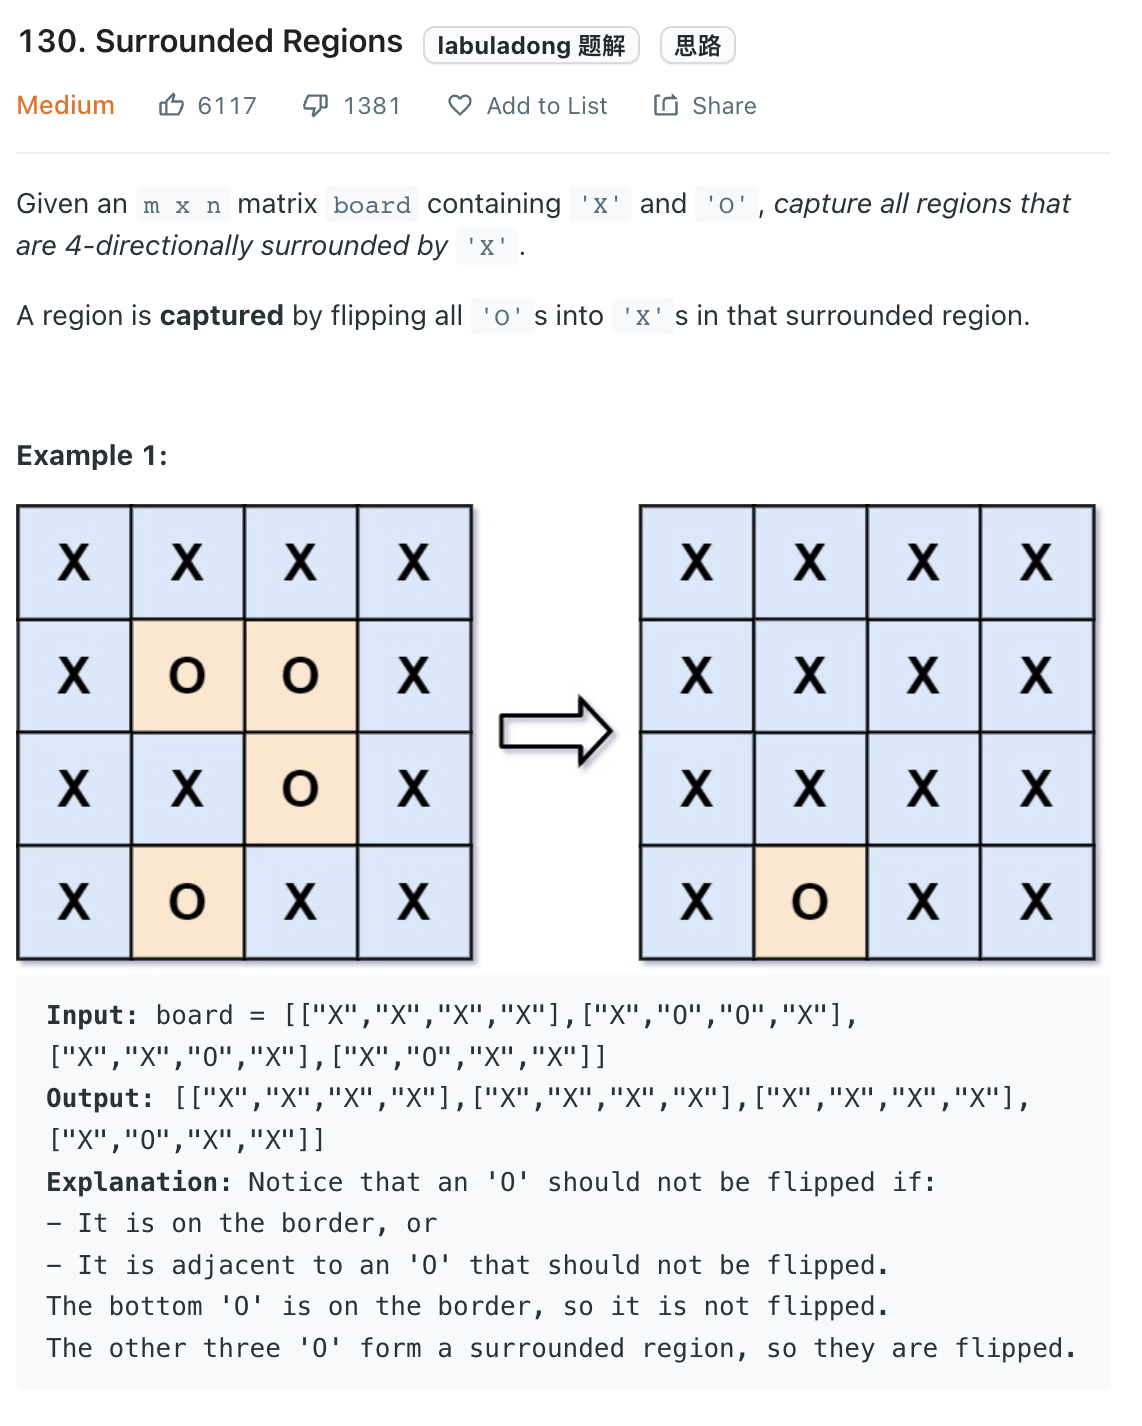 130. Surrounded Regions labuladong 题解 思路
Medium 6117 1381 Add to List Share
Given an m x n matrix board containing 'X' and 'O', capture all regions that
are 4-directionally surrounded by 'X'.
A region is captured by flipping all 'O's into 'X's in that surrounded region.
Example 1:
X X X X X X X X
X O O X X X X X
X X O X X X X X
X O X X X O X X
Input: board = [["X","X","X","X"],["X","O","O","X"],
["X","X","O","X"],["X","O","X","X"]]
Output: [["X","X","X","X"],["X","X","X","X"],["X","X","X","X"],
["X","O","X","X"]]
Explanation: Notice that an 'O' should not be flipped if:
- It is on the border, or
- It is adjacent to an 'O' that should not be flipped.
The bottom 'O' is on the border, so it is not flipped.
The other three 'O' form a surrounded region, so they are flipped.